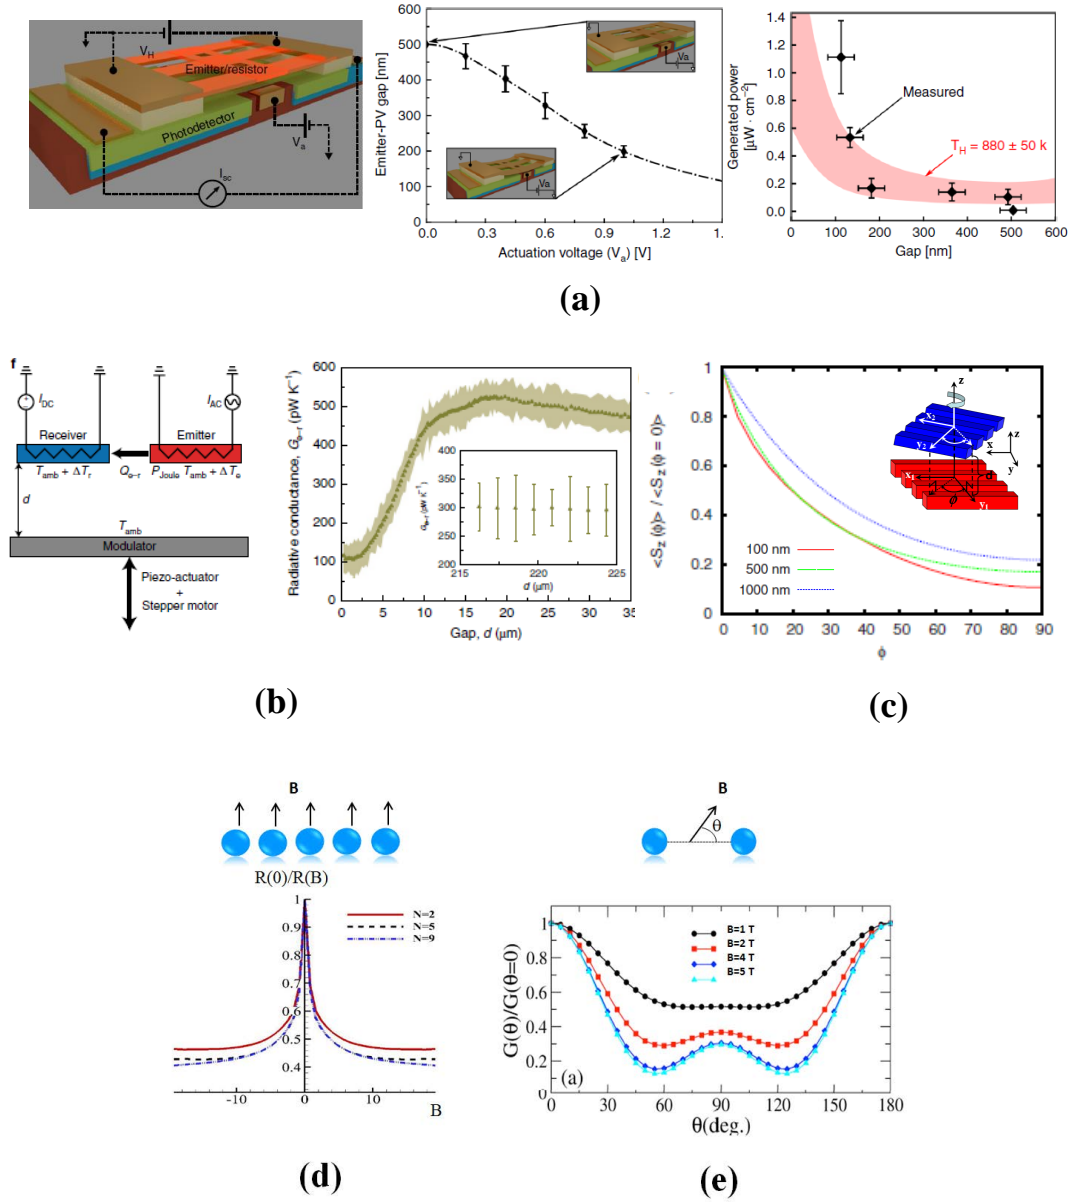 V_H
Emitter/resistor
Photodetector
V_a
I_sc
Emitter-PV gap [nm]
600
500
400
300
200
100
0
0.0 0.3 0.6 0.9 1.2 1.
Actuation voltage (V_a) [V]
Va
Va
Generated power
[μW · cm⁻²]
1.4
1.2
1.0
0.8
0.6
0.4
0.2
0.0
Measured
T_H = 880 ± 50 k
0 100 200 300 400 500 600
Gap [nm]
(a)
f
I_DC
I_AC
Receiver
Emitter
T_amb + ΔT_r
Q_e–r
P_Joule
T_amb + ΔT_e
d
T_amb
Modulator
Piezo-actuator
+
Stepper motor
Radiative conductance, G_e–r (pW K⁻¹)
600
500
400
300
200
100
0
0 5 10 15 20 25 30 35
Gap, d (μm)
G_e–r (pW K⁻¹)
400
350
300
250
200
215 220 225
d (μm)
(b)
<S_z(ϕ)> / <S_z(ϕ = 0)>
1
0.8
0.6
0.4
0.2
0
0 10 20 30 40 50 60 70 80 90
ϕ
100 nm
500 nm
1000 nm
z
x₂
y₂
z
x
y
x₁
d
ϕ
y₁
(c)
B
R(0)/R(B)
1
0.9
0.8
0.7
0.6
0.5
0.4
N=2
N=5
N=9
-10 0 10
B
(d)
B
θ
G(θ)/G(θ=0)
1
0.8
0.6
0.4
0.2
0
B=1 T
B=2 T
B=4 T
B=5 T
(a)
0 30 60 90 120 150 180
θ(deg.)
(e)